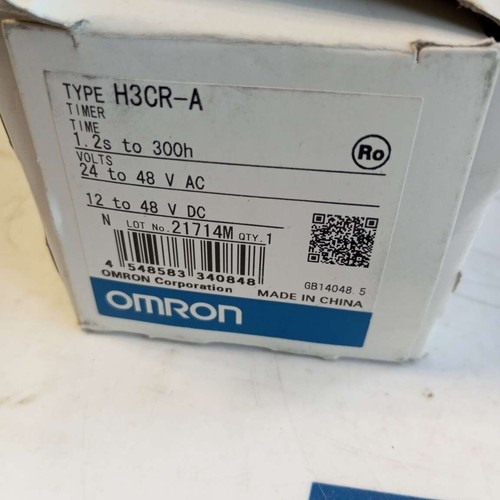 TYPE H3CR-A
TIMER
TIME
1.2s to 300h
Ro
VOLTS
24 to 48 V AC
12 to 48 V DC
N LOT No. 21714M QTY. 1
4 548583 340848
GB14048.5
OMRON Corporation
MADE IN CHINA
OMRON